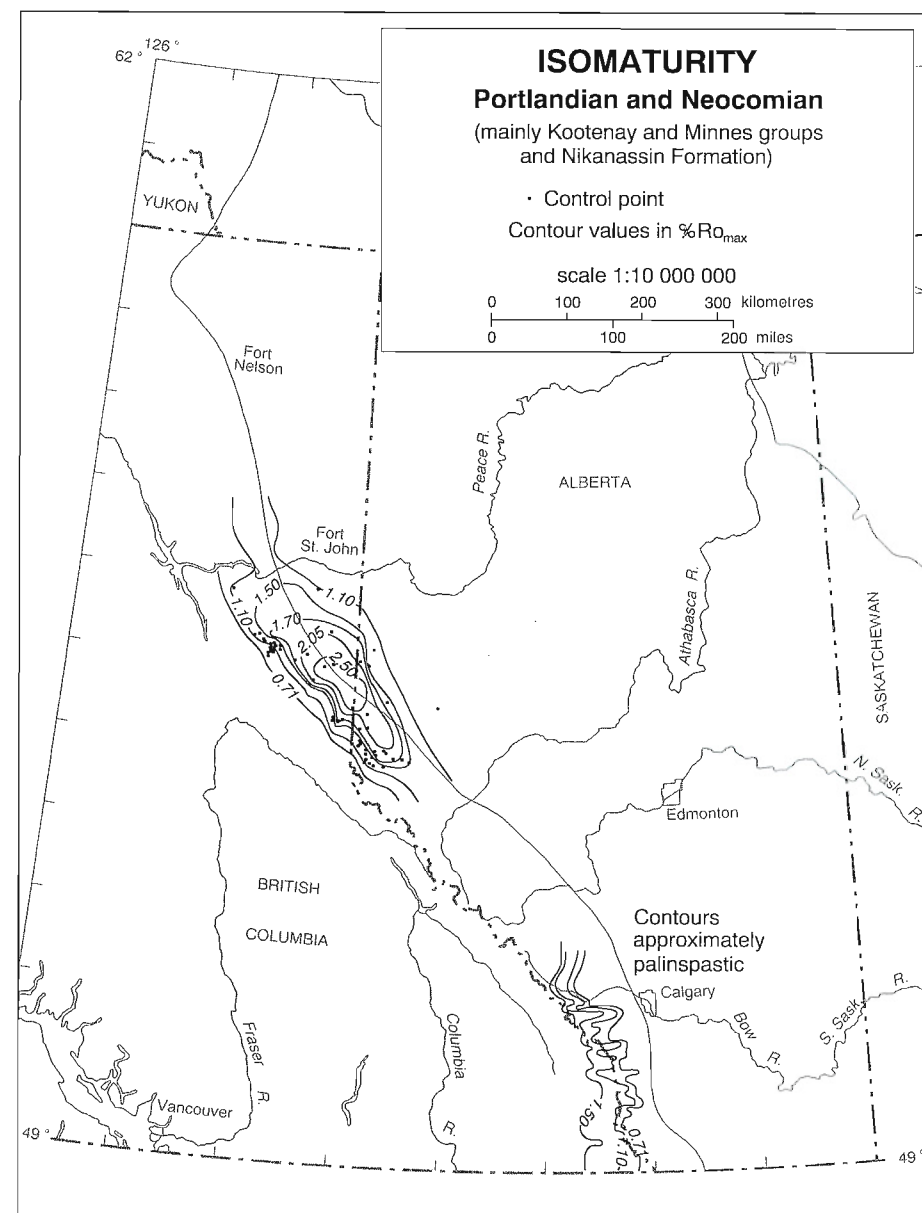 126°
62°
ISOMATURITY
Portlandian and Neocomian
(mainly Kootenay and Minnes groups
and Nikanassin Formation)
· Control point
Contour values in %Ro max
scale 1:10 000 000
0 100 200 300 kilometres
0 100 200 miles
YUKON
Fort
Nelson
Peace R.
ALBERTA
Fort
St. John
Athabasca R.
SASKATCHEWAN
1.10
1.50
1.10
1.70
2.05
2.50
0.71
N. Sask. R.
Edmonton
BRITISH
COLUMBIA
Contours
approximately
palinspastic
Calgary
Bow R.
S. Sask. R.
Fraser R.
Columbia R.
Vancouver
1.50
0.71
1.10
49°
49°